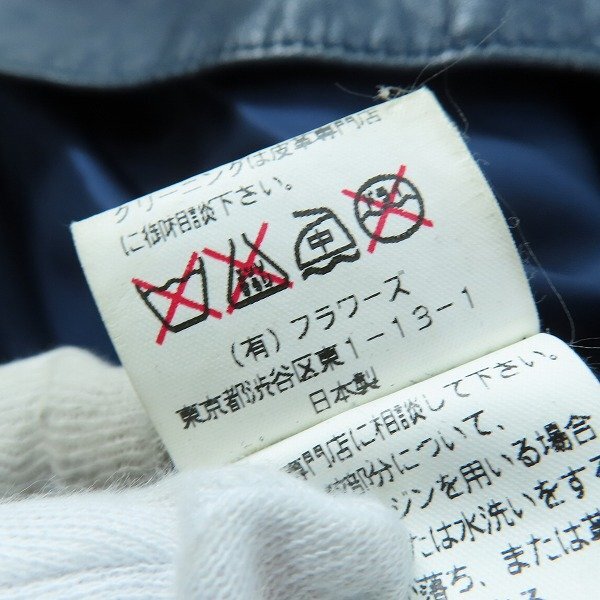 クリーニングは皮革専門店
に御相談下さい。
中
(有) フラワーズ
東京都渋谷区東1-13-1
日本製
専門店に相談して下さい。
部分について、
ジンを用いる場合
たは水洗いをする
落ち、または革